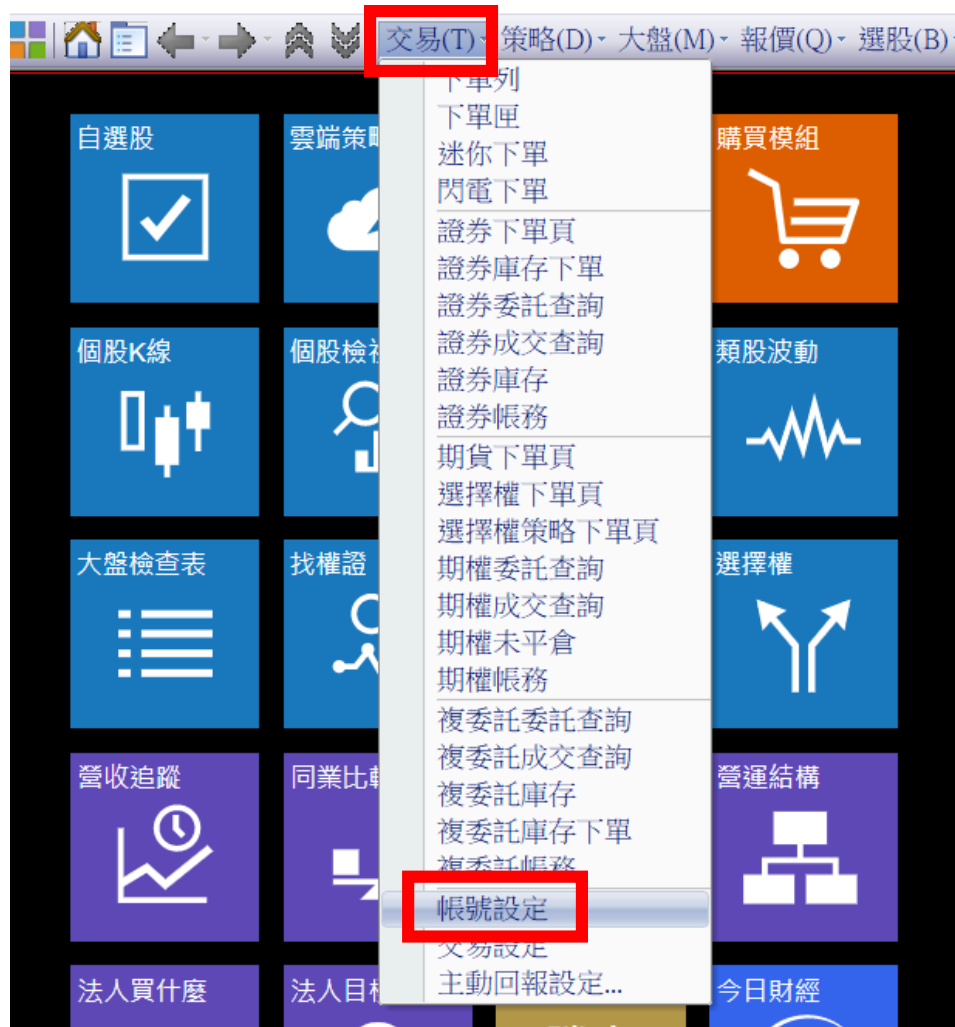 交易(T) 策略(D) 大盤(M) 報價(Q) 選股(B)
下單列
下單匣
迷你下單
閃電下單
證券下單頁
證券庫存下單
證券委託查詢
證券成交查詢
證券庫存
證券帳務
期貨下單頁
選擇權下單頁
選擇權策略下單頁
期權委託查詢
期權成交查詢
期權未平倉
期權帳務
複委託委託查詢
複委託成交查詢
複委託庫存
複委託庫存下單
複委託帳務
帳號設定
交易設定
主動回報設定...
自選股
雲端策略
購買模組
個股K線
個股檢視
類股波動
大盤檢查表
找權證
選擇權
營收追蹤
同業比較
營運結構
法人買什麼
法人目標
今日財經